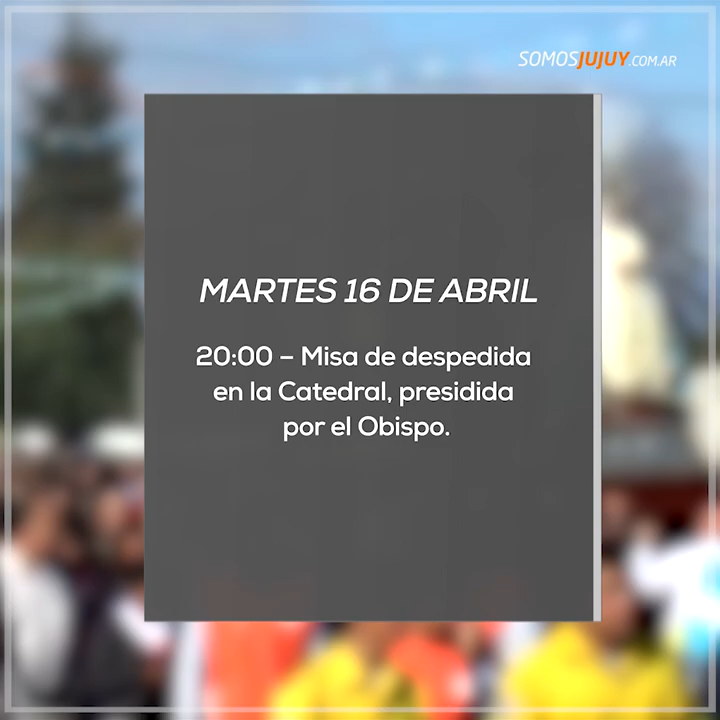 SOMOSJUJUY.COM.AR
MARTES 16 DE ABRIL
20:00 – Misa de despedida
en la Catedral, presidida
por el Obispo.